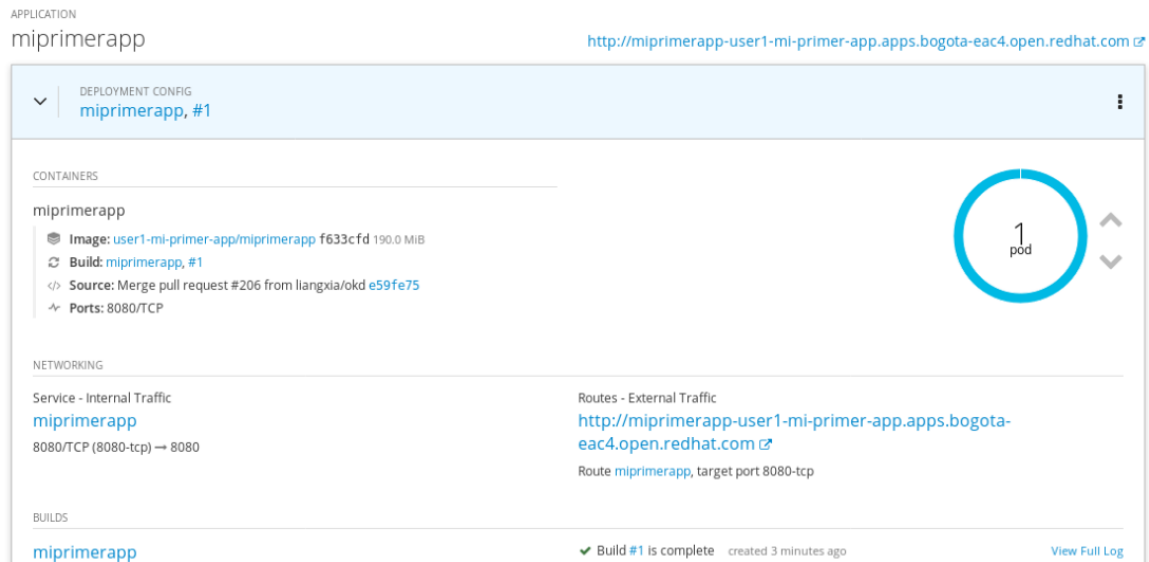 APPLICATION
miprimerapp
http://miprimerapp-user1-mi-primer-app.apps.bogota-eac4.open.redhat.com
DEPLOYMENT CONFIG
miprimerapp, #1
CONTAINERS
miprimerapp
Image: user1-mi-primer-app/miprimerapp f633cfd 190.0 MiB
Build: miprimerapp, #1
Source: Merge pull request #206 from liangxia/okd e59fe75
Ports: 8080/TCP
1
pod
NETWORKING
Service - Internal Traffic
miprimerapp
8080/TCP (8080-tcp) → 8080
Routes - External Traffic
http://miprimerapp-user1-mi-primer-app.apps.bogota-
eac4.open.redhat.com
Route miprimerapp, target port 8080-tcp
BUILDS
miprimerapp
Build #1 is complete created 3 minutes ago
View Full Log